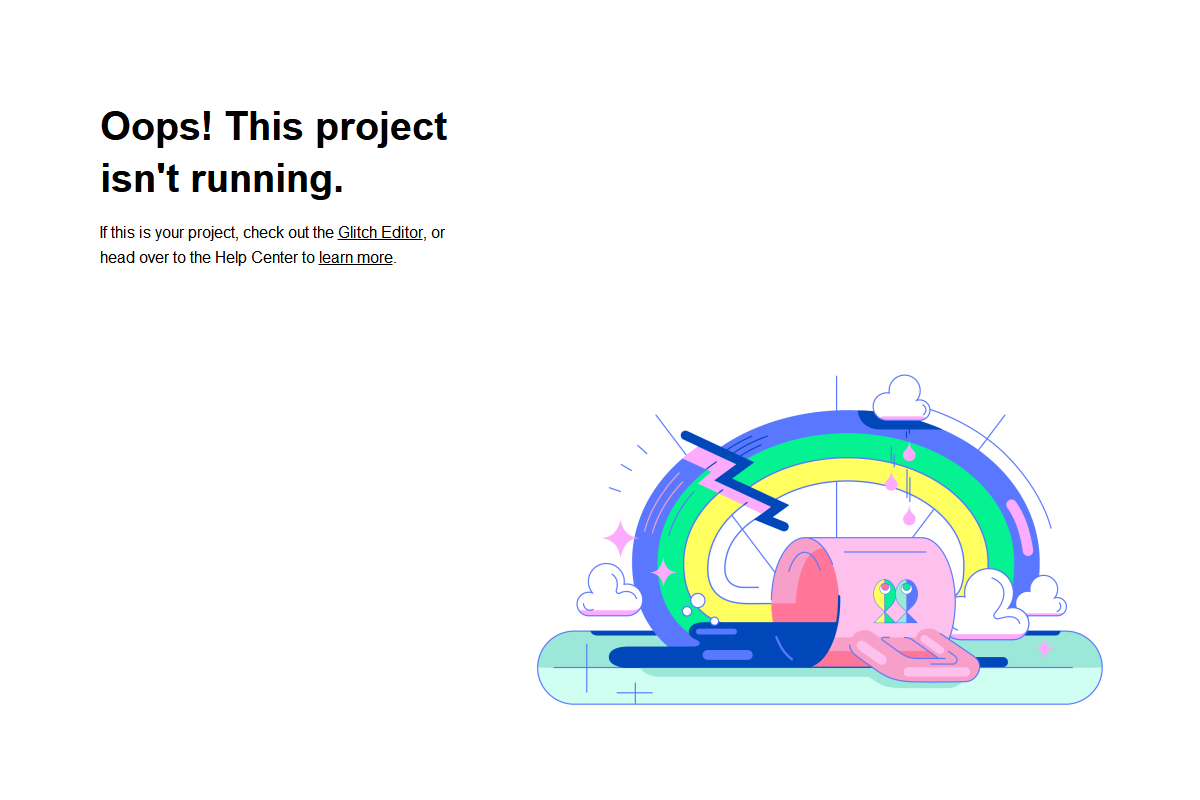 Oops! This project
isn't running.
If this is your project, check out the Glitch Editor, or
head over to the Help Center to learn more.